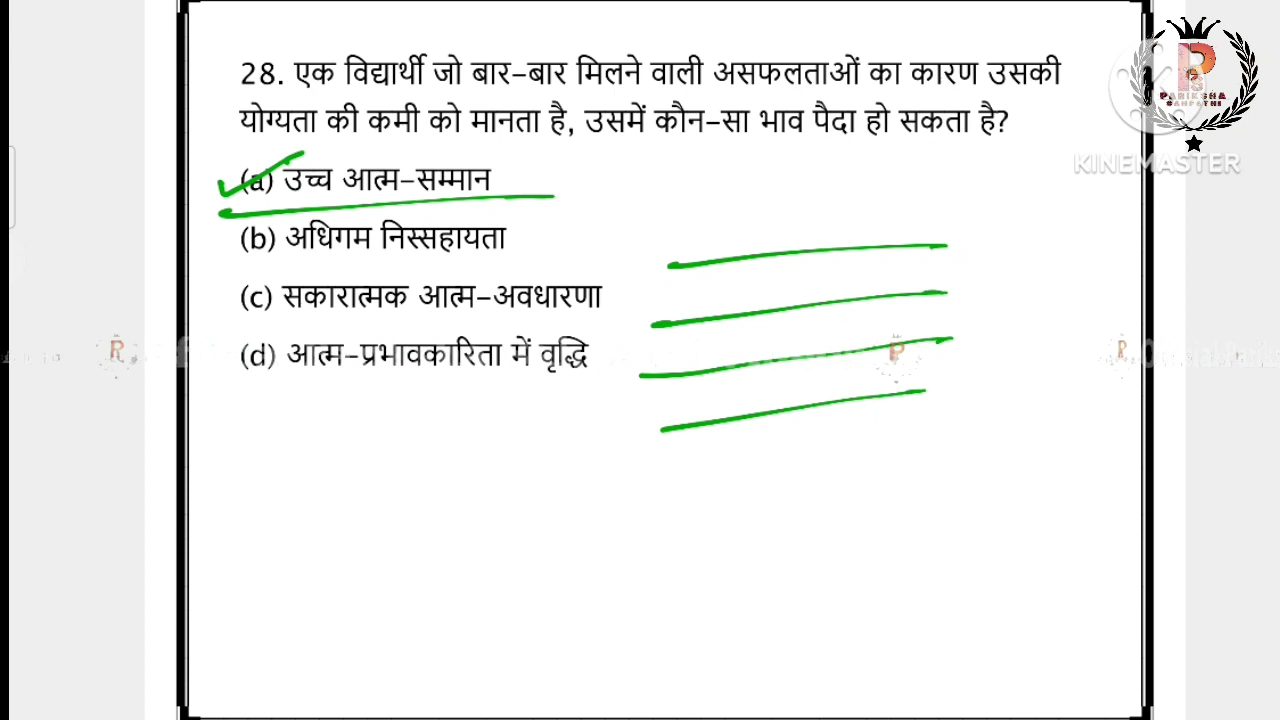 28. एक विद्यार्थी जो बार-बार मिलने वाली असफलताओं का कारण उसकी
योग्यता की कमी को मानता है, उसमें कौन-सा भाव पैदा हो सकता है?
(a) उच्च आत्म-सम्मान
(b) अधिगम निस्सहायता
(c) सकारात्मक आत्म-अवधारणा
(d) आत्म-प्रभावकारिता में वृद्धि
PARIKSHA
KINEMASTER